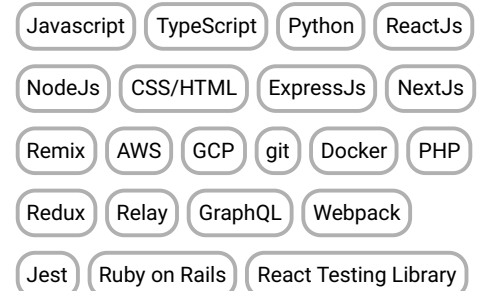 Javascript TypeScript Python ReactJs
NodeJs CSS/HTML ExpressJs NextJs
Remix AWS GCP git Docker PHP
Redux Relay GraphQL Webpack
Jest Ruby on Rails React Testing Library